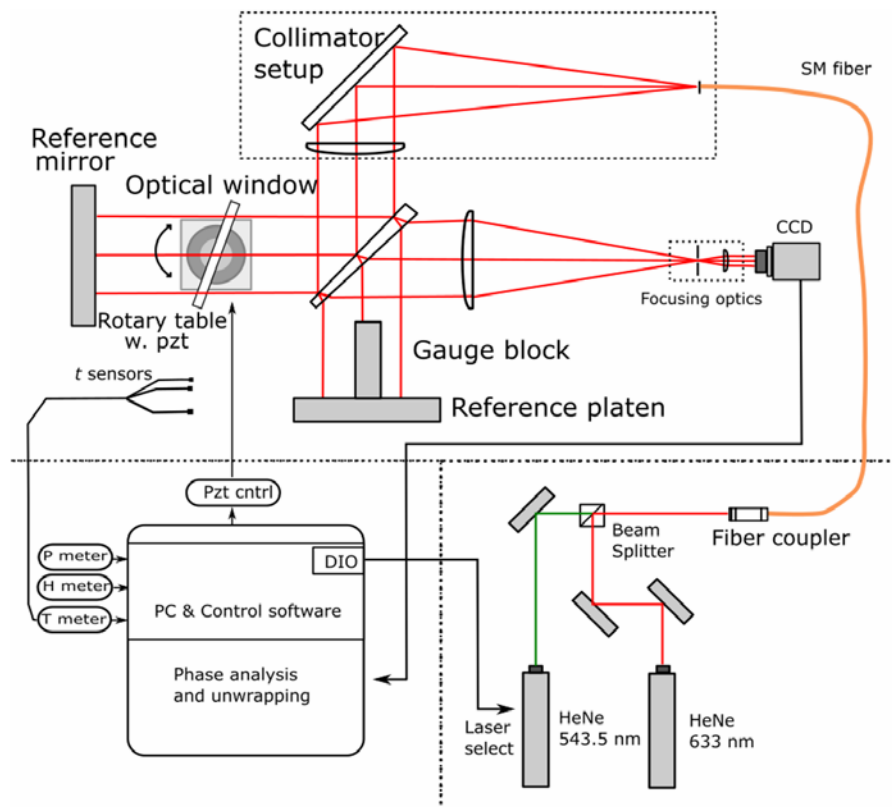 Collimator
setup
SM fiber
Reference
mirror
Optical window
CCD
Focusing optics
Rotary table
w. pzt
Gauge block
t sensors
Reference platen
Pzt cntrl
Beam
Splitter
Fiber coupler
P meter
DIO
H meter
PC & Control software
T meter
Phase analysis
and unwrapping
Laser
select
HeNe
543.5 nm
HeNe
633 nm